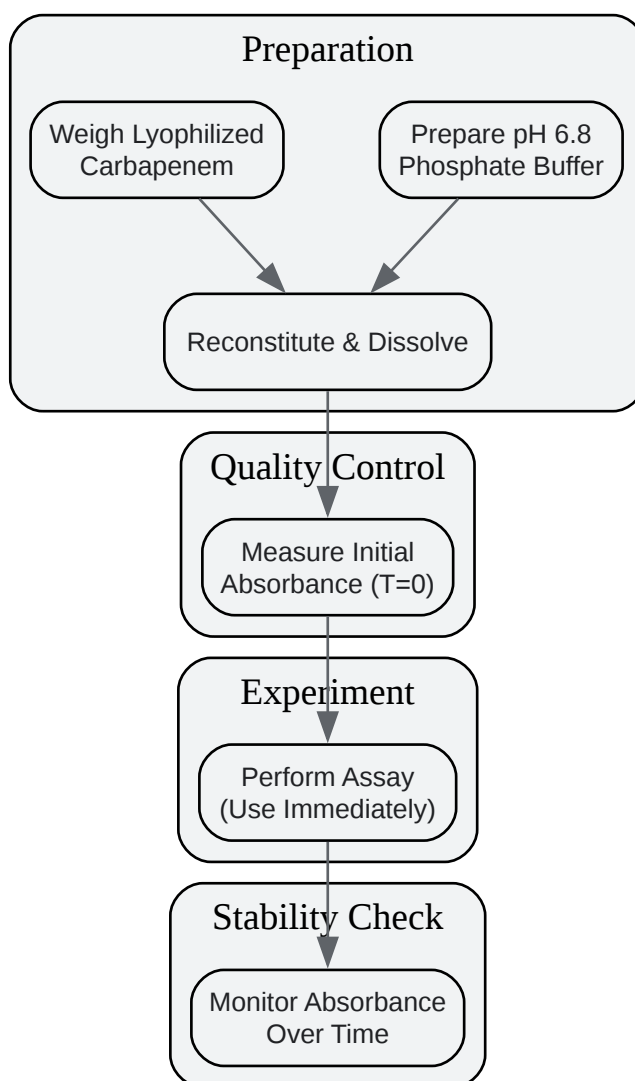 Preparation
Weigh Lyophilized
Carbapenem
Prepare pH 6.8
Phosphate Buffer
Reconstitute & Dissolve
Quality Control
Measure Initial
Absorbance (T=0)
Experiment
Perform Assay
(Use Immediately)
Stability Check
Monitor Absorbance
Over Time